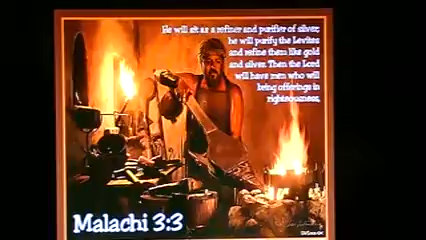 He will sit as a refiner and purifier of silver;
he will purify the Levites
and refine them like gold
and silver. Then the Lord
will have men who will
bring offerings in
righteousness,
Malachi 3:3